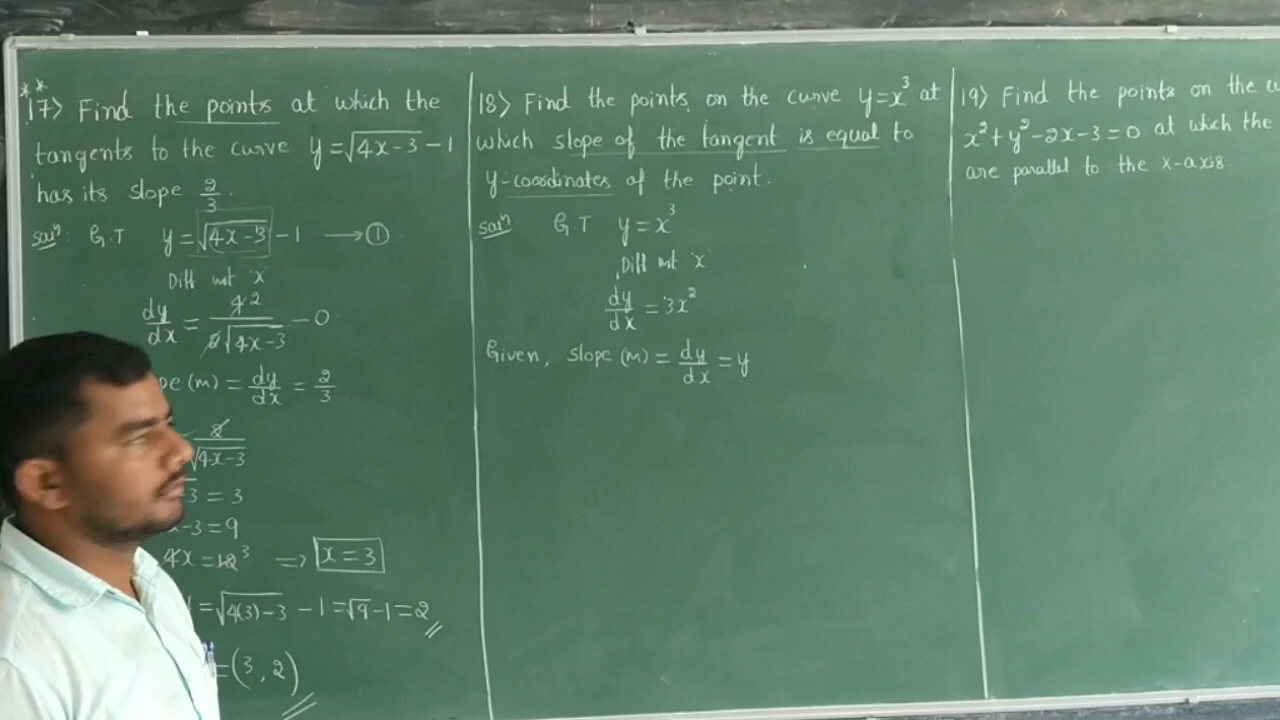 ** 17> Find the points at which the
tangents to the curve y=√(4x-3) -1
has its slope 2/3.
Soln: G.T y = √(4x-3) -1 → ①
Diff wrt 'x'
dy/dx = 4 2 / 2√(4x-3) - 0
pe (m) = dy/dx = 2/3
2 / √(4x-3)
3 = 3
x-3 = 9
4x = 12 3 => x = 3
= √(4(3)-3) - 1 = √9 - 1 = 2
= (3, 2)
18> Find the points on the curve y=x³ at
which slope of the tangent is equal to
y-coordinates of the point.
Soln G.T y = x³
Diff wrt 'x'
dy/dx = 3x²
Given, slope (m) = dy/dx = y
19> Find the points on the
x²+y²-2x-3=0 at which the
are parallel to the x-axis.